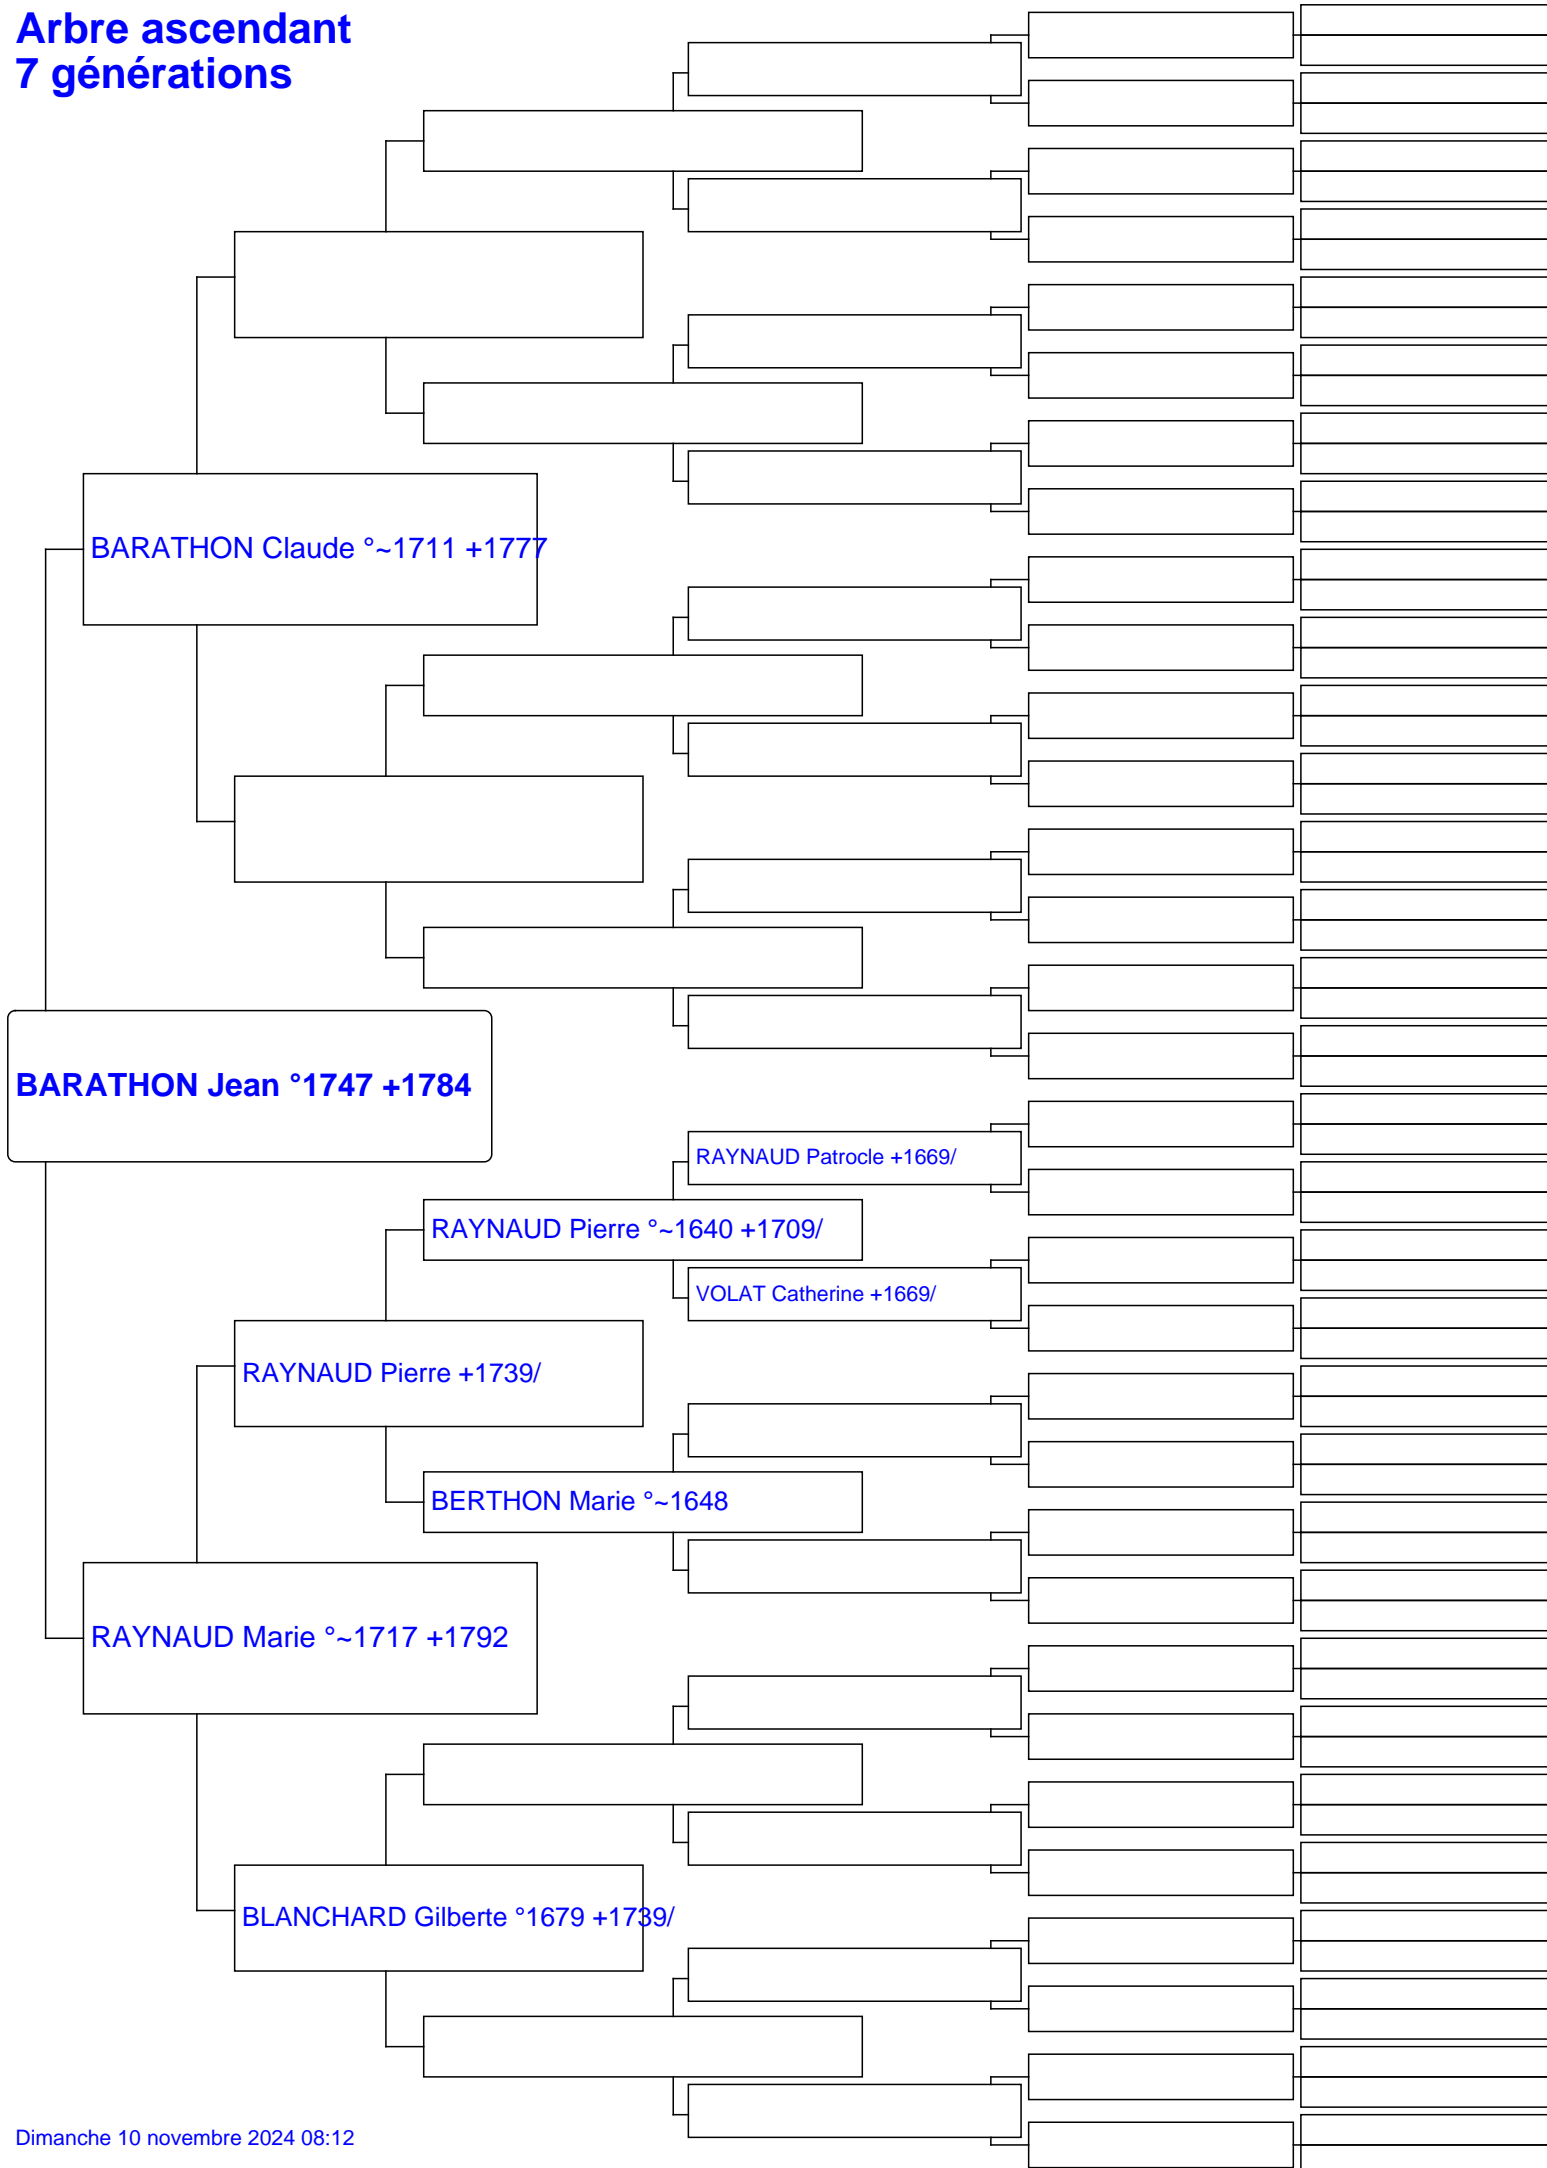 Arbre ascendant
7 générations
BARATHON Claude °~1711 +1777
BARATHON Jean °1747 +1784
RAYNAUD Patrocle +1669/
RAYNAUD Pierre °~1640 +1709/
VOLAT Catherine +1669/
RAYNAUD Pierre +1739/
BERTHON Marie °~1648
RAYNAUD Marie °~1717 +1792
BLANCHARD Gilberte °1679 +1739/
Dimanche 10 novembre 2024 08:12